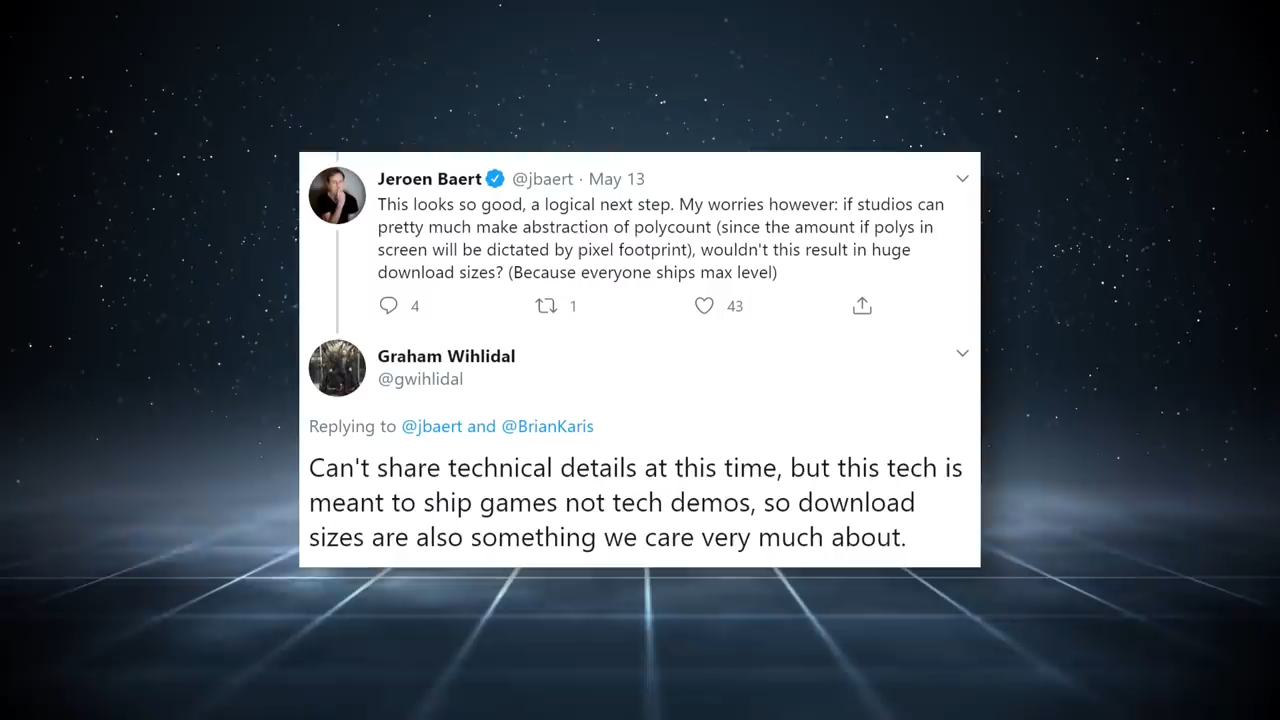 Jeroen Baert @jbaert · May 13
This looks so good, a logical next step. My worries however: if studios can
pretty much make abstraction of polycount (since the amount if polys in
screen will be dictated by pixel footprint), wouldn't this result in huge
download sizes? (Because everyone ships max level)
4 1 43
Graham Wihlidal
@gwihlidal
Replying to @jbaert and @BrianKaris
Can't share technical details at this time, but this tech is
meant to ship games not tech demos, so download
sizes are also something we care very much about.